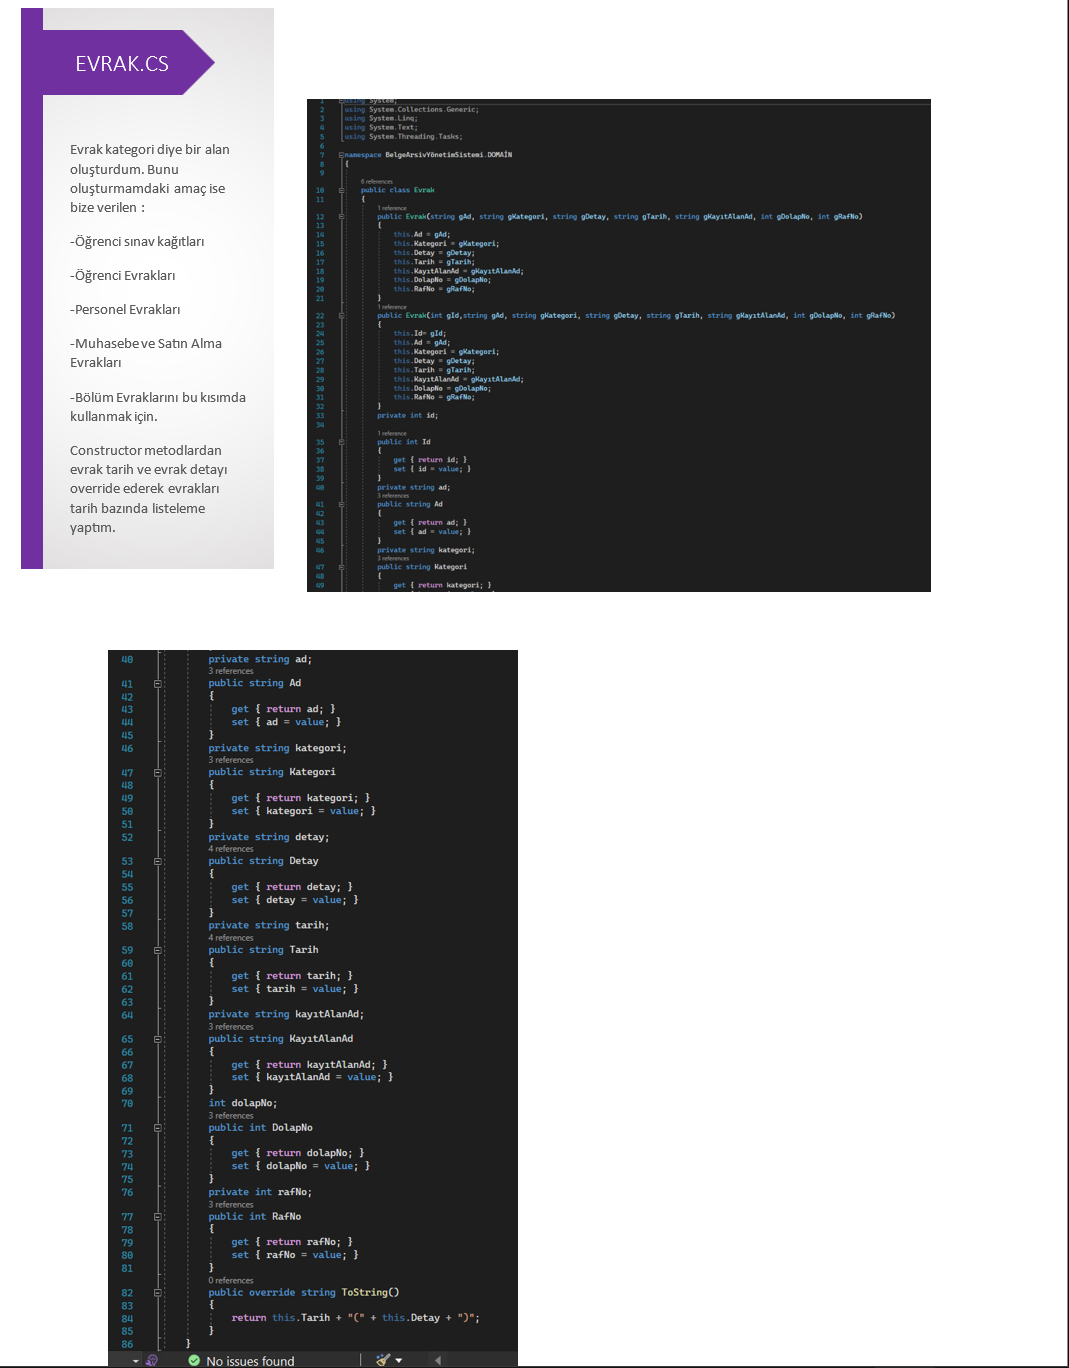 EVRAK.CS
Evrak kategori diye bir alan
oluşturdum. Bunu
oluşturmamdaki amaç ise
bize verilen :
-Öğrenci sınav kağıtları
-Öğrenci Evrakları
-Personel Evrakları
-Muhasebe ve Satın Alma
Evrakları
-Bölüm Evraklarını bu kısımda
kullanmak için.
Constructor metodlardan
evrak tarih ve evrak detayı
override ederek evrakları
tarih bazında listeleme
yaptım.
1 using System;
2 using System.Collections.Generic;
3 using System.Linq;
4 using System.Text;
5 using System.Threading.Tasks;
6
7 namespace BelgeArsivYönetimSistemi.DOMAİN
8 {
9
6 references
10 public class Evrak
11 {
1 reference
12 public Evrak(string gAd, string gKategori, string gDetay, string gTarih, string gKayıtAlanAd, int gDolapNo, int gRafNo)
13 {
14 this.Ad = gAd;
15 this.Kategori = gKategori;
16 this.Detay = gDetay;
17 this.Tarih = gTarih;
18 this.KayıtAlanAd = gKayıtAlanAd;
19 this.DolapNo = gDolapNo;
20 this.RafNo = gRafNo;
21 }
1 reference
22 public Evrak(int gId,string gAd, string gKategori, string gDetay, string gTarih, string gKayıtAlanAd, int gDolapNo, int gRafNo)
23 {
24 this.Id= gId;
25 this.Ad = gAd;
26 this.Kategori = gKategori;
27 this.Detay = gDetay;
28 this.Tarih = gTarih;
29 this.KayıtAlanAd = gKayıtAlanAd;
30 this.DolapNo = gDolapNo;
31 this.RafNo = gRafNo;
32 }
33 private int id;
34
1 reference
35 public int Id
36 {
37 get { return id; }
38 set { id = value; }
39 }
40 private string ad;
3 references
41 public string Ad
42 {
43 get { return ad; }
44 set { ad = value; }
45 }
46 private string kategori;
3 references
47 public string Kategori
48 {
49 get { return kategori; }
40 private string ad;
3 references
41 public string Ad
42 {
43 get { return ad; }
44 set { ad = value; }
45 }
46 private string kategori;
3 references
47 public string Kategori
48 {
49 get { return kategori; }
50 set { kategori = value; }
51 }
52 private string detay;
4 references
53 public string Detay
54 {
55 get { return detay; }
56 set { detay = value; }
57 }
58 private string tarih;
4 references
59 public string Tarih
60 {
61 get { return tarih; }
62 set { tarih = value; }
63 }
64 private string kayıtAlanAd;
3 references
65 public string KayıtAlanAd
66 {
67 get { return kayıtAlanAd; }
68 set { kayıtAlanAd = value; }
69 }
70 int dolapNo;
3 references
71 public int DolapNo
72 {
73 get { return dolapNo; }
74 set { dolapNo = value; }
75 }
76 private int rafNo;
3 references
77 public int RafNo
78 {
79 get { return rafNo; }
80 set { rafNo = value; }
81 }
0 references
82 public override string ToString()
83 {
84 return this.Tarih + "(" + this.Detay + ")";
85 }
86 }
No issues found